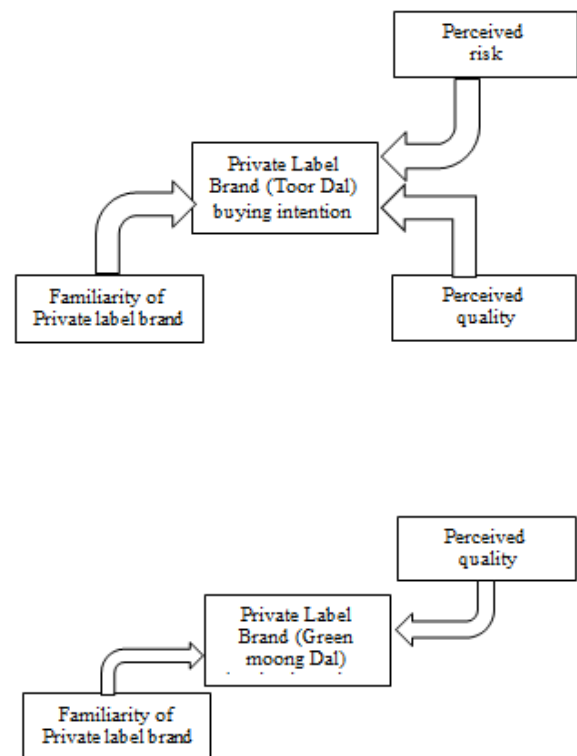 Perceived
risk
Private Label
Brand (Toor Dal)
buying intention
Familiarity of
Private label brand
Perceived
quality
Perceived
quality
Private Label
Brand (Green
moong Dal)
Familiarity of
Private label brand